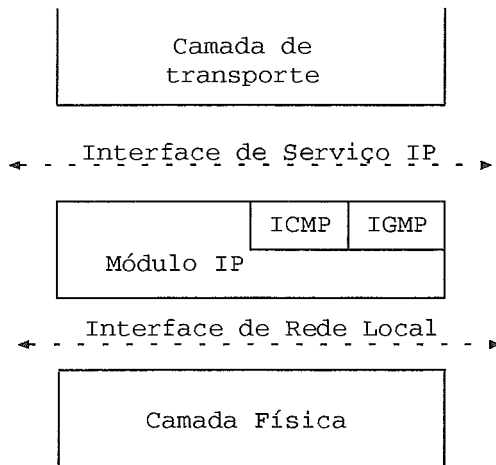 Camada de
transporte
Interface de Serviço IP
ICMP IGMP
Módulo IP
Interface de Rede Local
Camada Física